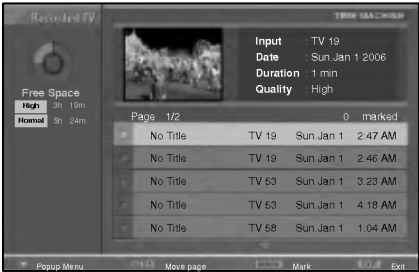 Recorded TV
TIME MACHINE
Input : TV 19
Date : Sun.Jan 1 2006
Duration : 1 min
Quality : High
Free Space
High 3h 19m
Normal 5h 24m
Page 1/2 0 marked
No Title TV 19 Sun.Jan 1 2:47 AM
No Title TV 19 Sun.Jan 1 2:46 AM
No Title TV 53 Sun.Jan 1 3:23 AM
No Title TV 53 Sun.Jan 1 4:18 AM
No Title TV 58 Sun.Jan 1 1:04 AM
Popup Menu Move page Mark Exit